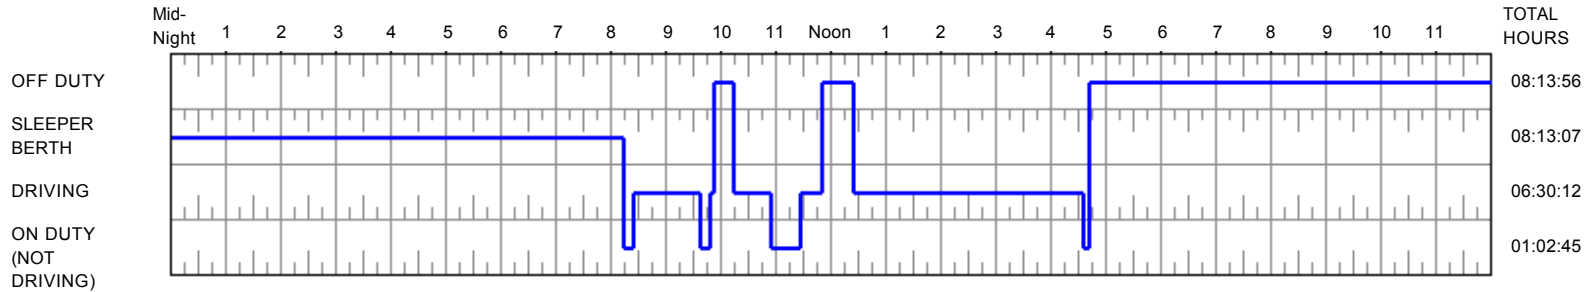 Mid-
Night 1 2 3 4 5 6 7 8 9 10 11 Noon 1 2 3 4 5 6 7 8 9 10 11
TOTAL
HOURS
OFF DUTY 08:13:56
SLEEPER
BERTH
08:13:07
DRIVING 06:30:12
ON DUTY
(NOT
DRIVING)
01:02:45